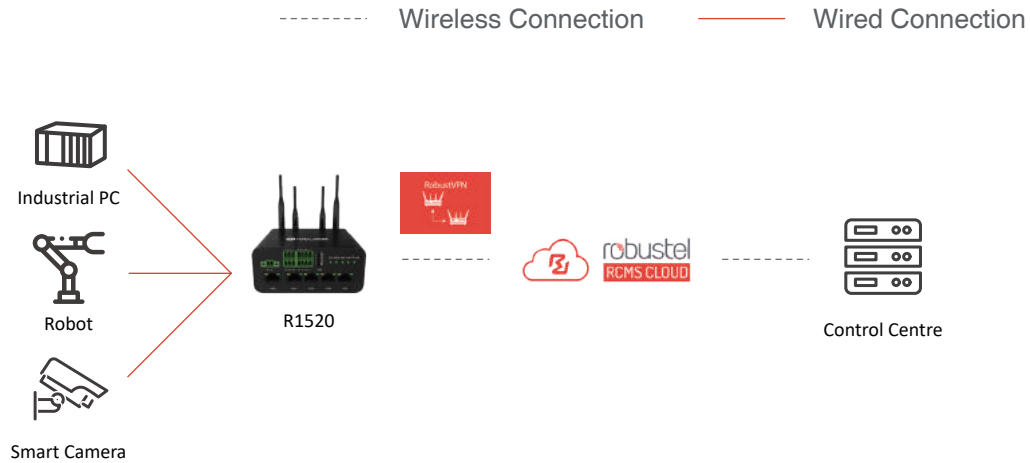 Wireless Connection
Wired Connection
Industrial PC
RobustVPN
robustel
RCMS CLOUD
Robot
R1520
Control Centre
Smart Camera